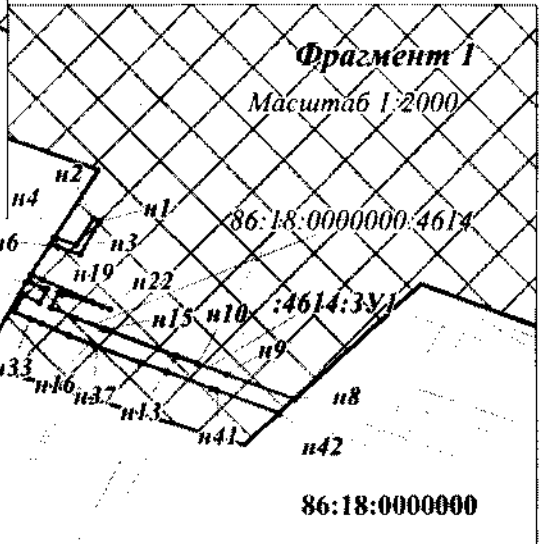 Фрагмент 1
Масштаб 1:2000
н2
н4
н1
86:18:0000000:4614
н6
н3
н19
н22
:4614:ЗУ1
н15
н10
н9
н33
н16
н37
н13
н8
н41
н42
86:18:0000000